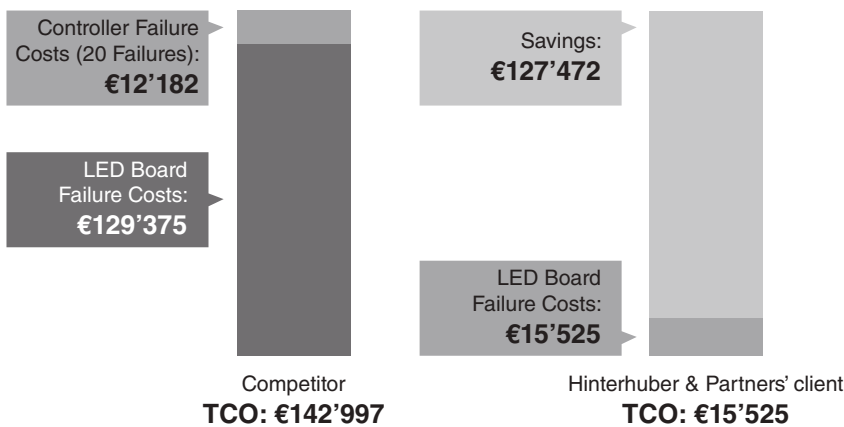 Controller Failure
Costs (20 Failures):
€12’182
LED Board
Failure Costs:
€129’375
Competitor
TCO: €142’997
Savings:
€127’472
LED Board
Failure Costs:
€15’525
Hinterhuber & Partners’ client
TCO: €15’525